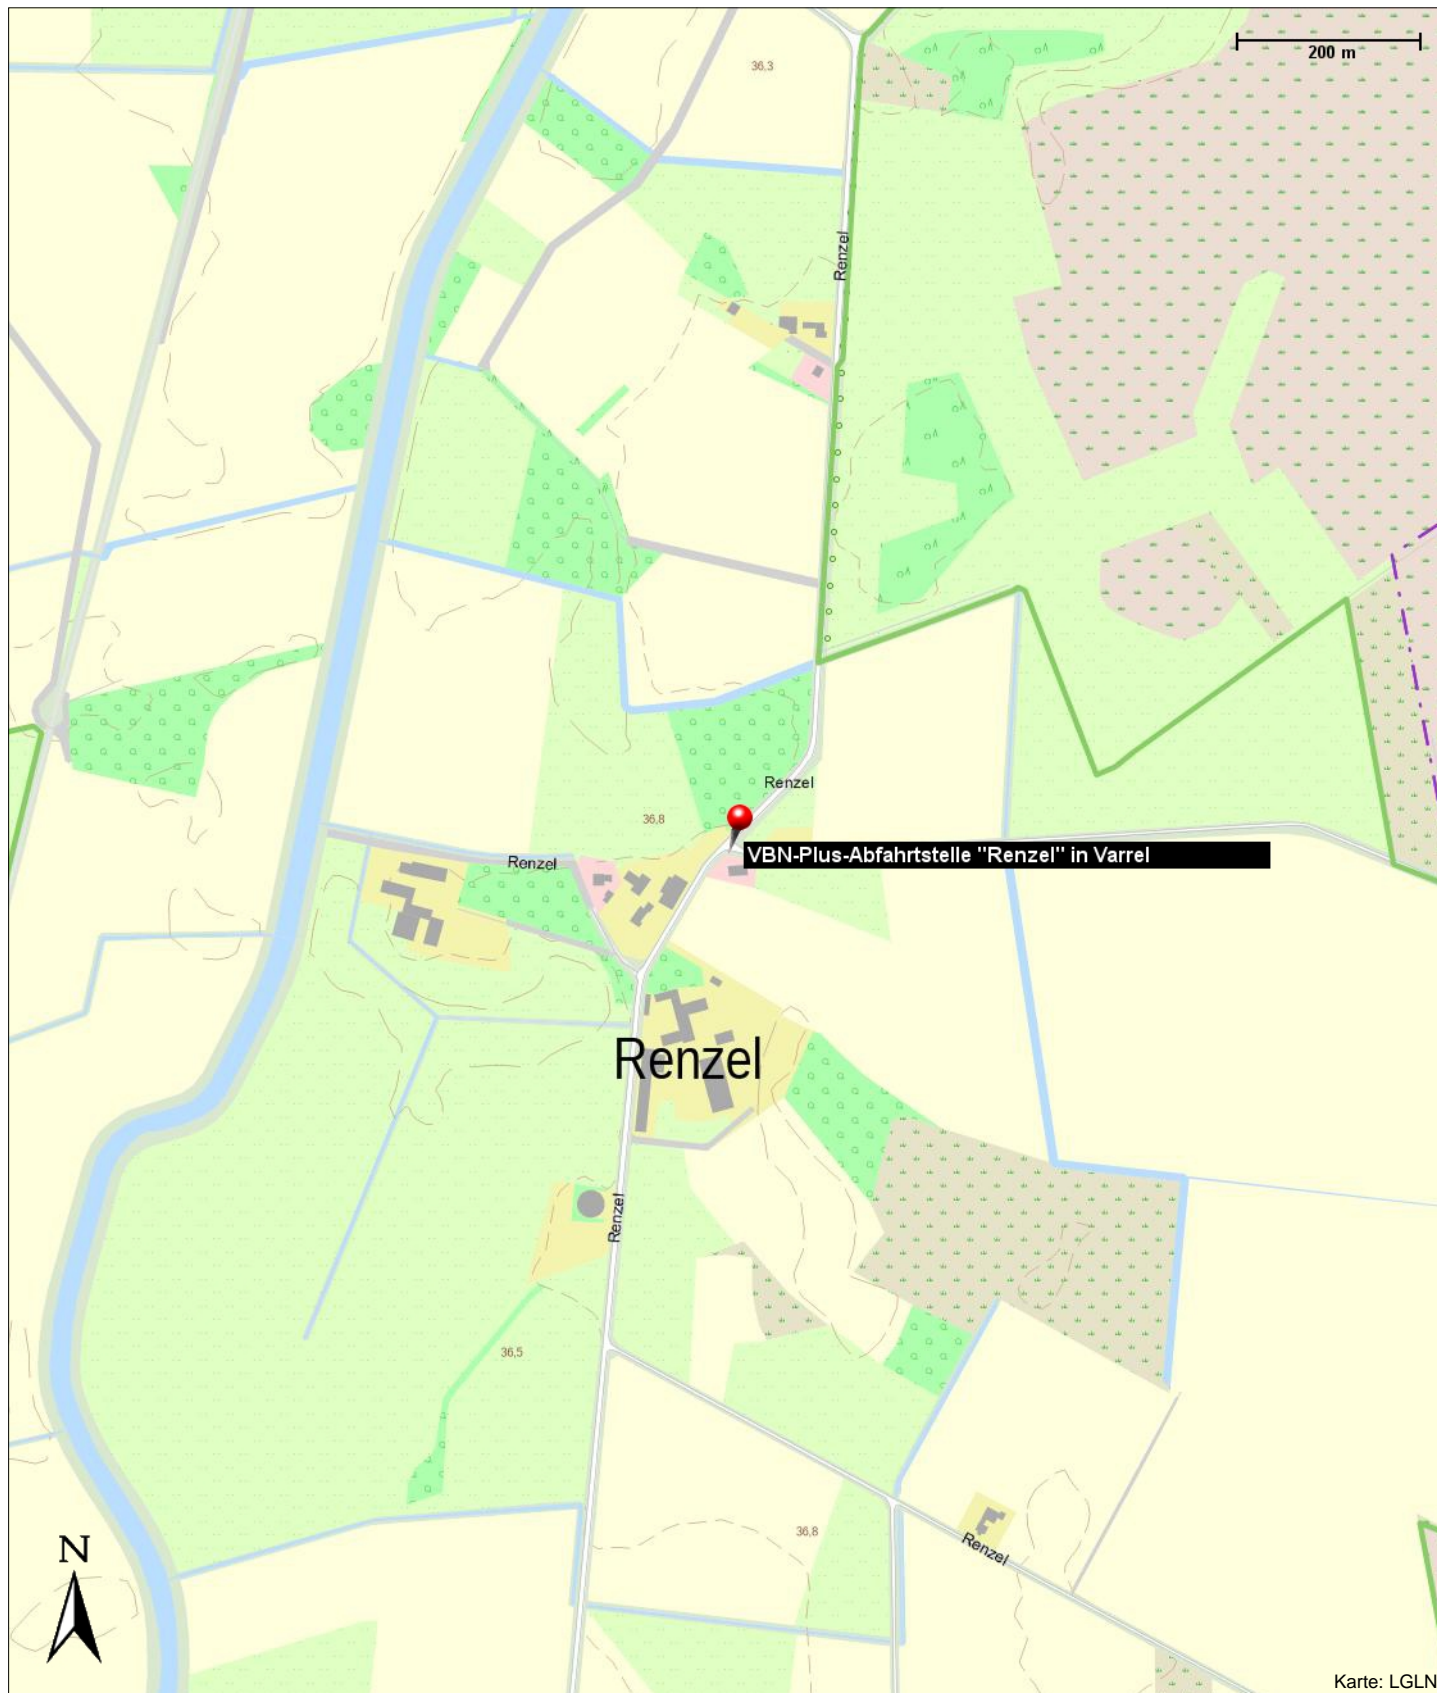 200 m
36,3
Renzel
Renzel
36,8
VBN-Plus-Abfahrtstelle "Renzel" in Varrel
Renzel
Renzel
Renzel
36,5
36,8
Renzel
N
Karte: LGLN